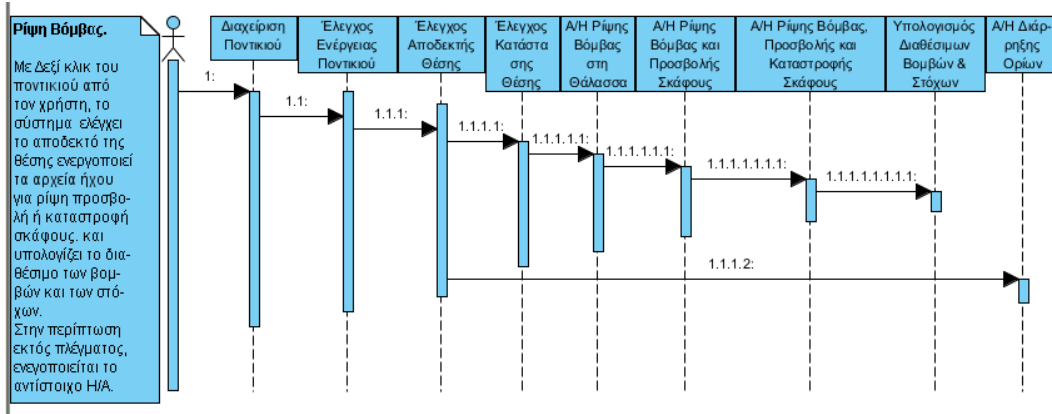 Ρίψη Βόμβας.
Με Δεξί κλικ του
ποντικιού από
τον χρήστη, το
σύστημα ελέγχει
το αποδεκτό της
θέσης ενεργοποιεί
τα αρχεία ήχου
για ρίψη προσβο-
λή ή καταστροφή
σκάφους. και
υπολογίζει το δια-
θέσιμο των βομ-
βών και των στό-
χων.
Στην περίπτωση
εκτός πλέγματος,
ενεγοποιείται το
αντίστοιχο Η/Α.
Διαχείριση
Ποντικιού
Έλεγχος
Ενέργειας
Ποντικιού
Έλεγχος
Αποδεκτής
Θέσης
Έλεγχος
Κατάστα
σης
Θέσης
Α/Η Ρίψης
Βόμβας
στη
Θάλασσα
Α/Η Ρίψης
Βόμβας και
Προσβολής
Σκάφους
Α/Η Ρίψης Βόμβας,
Προσβολής και
Καταστροφής
Σκάφους
Υπολογισμός
Διαθέσιμων
Βομβών &
Στόχων
Α/Η Διάρ-
ρηξης
Ορίων
1:
1.1:
1.1.1:
1.1.1.1:
1.1.1.1.1:
1.1.1.1.1.1:
1.1.1.1.1.1.1:
1.1.1.1.1.1.1.1:
1.1.1.2: